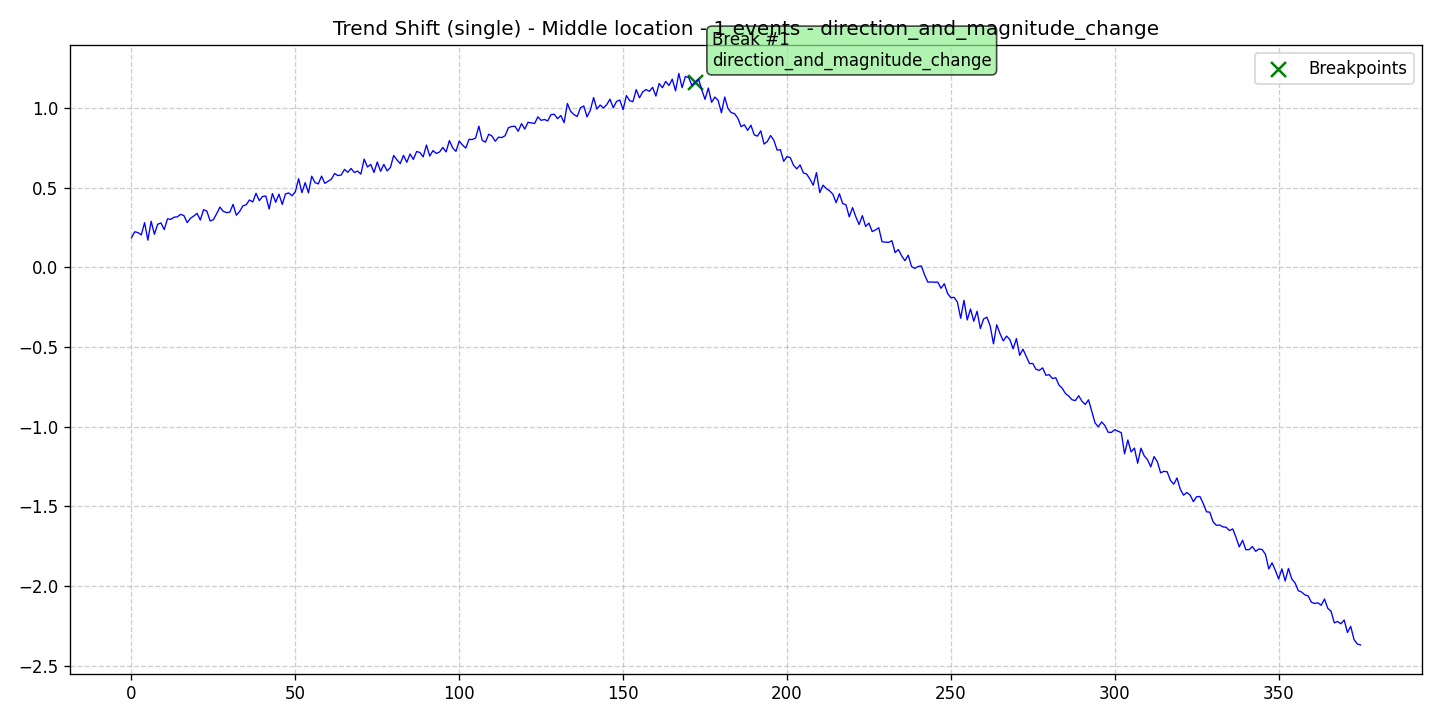 Trend Shift (single) - Middle location - 1 events - direction_and_magnitude_change
Break #1
direction_and_magnitude_change
Breakpoints
1.0
0.5
0.0
−0.5
−1.0
−1.5
−2.0
−2.5
0 50 100 150 200 250 300 350